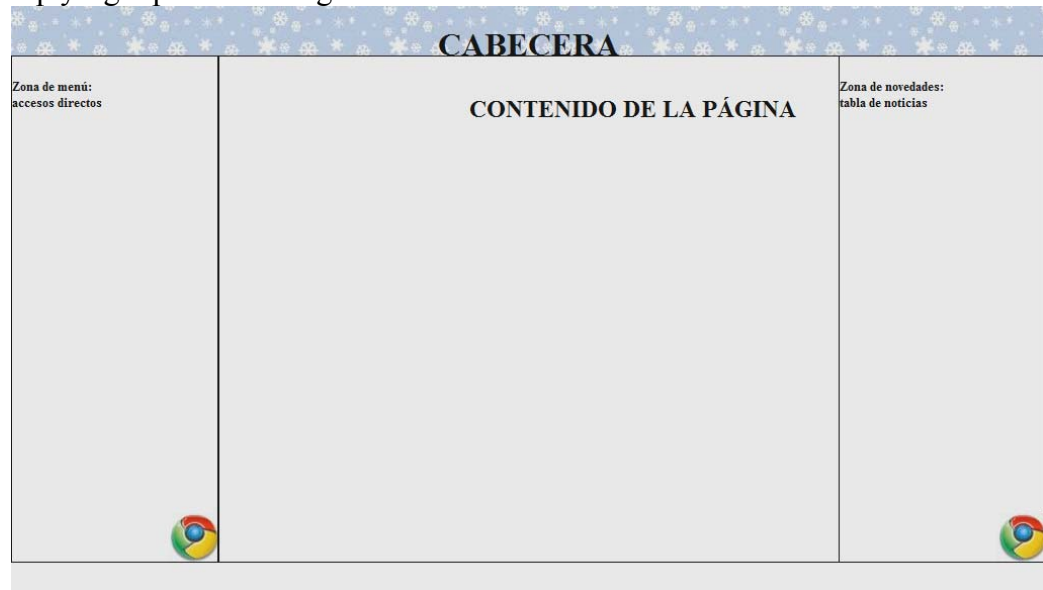 CABECERA
Zona de menú:
accesos directos
CONTENIDO DE LA PÁGINA
Zona de novedades:
tabla de noticias